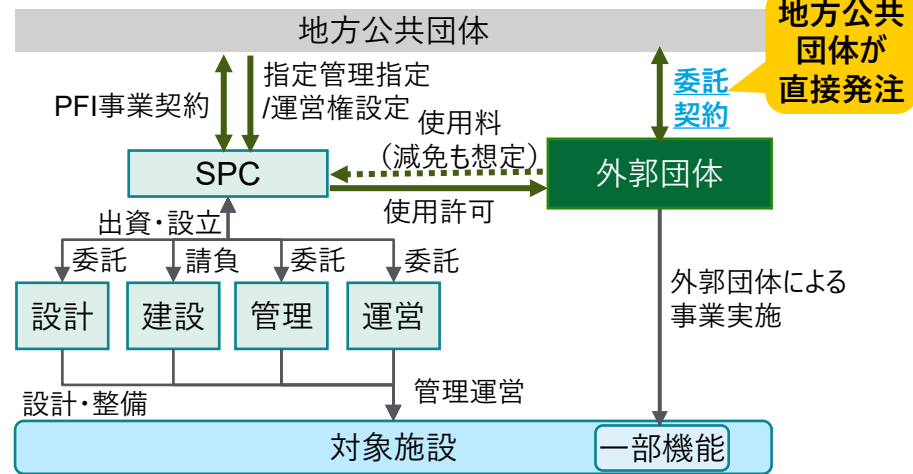 地方公共団体
地方公共
団体が
直接発注
PFI事業契約
指定管理指定
/運営権設定
委託
契約
使用料
（減免も想定）
SPC
外郭団体
使用許可
出資・設立
委託
請負
委託
委託
設計
建設
管理
運営
外郭団体による
事業実施
設計・整備
管理運営
対象施設
一部機能